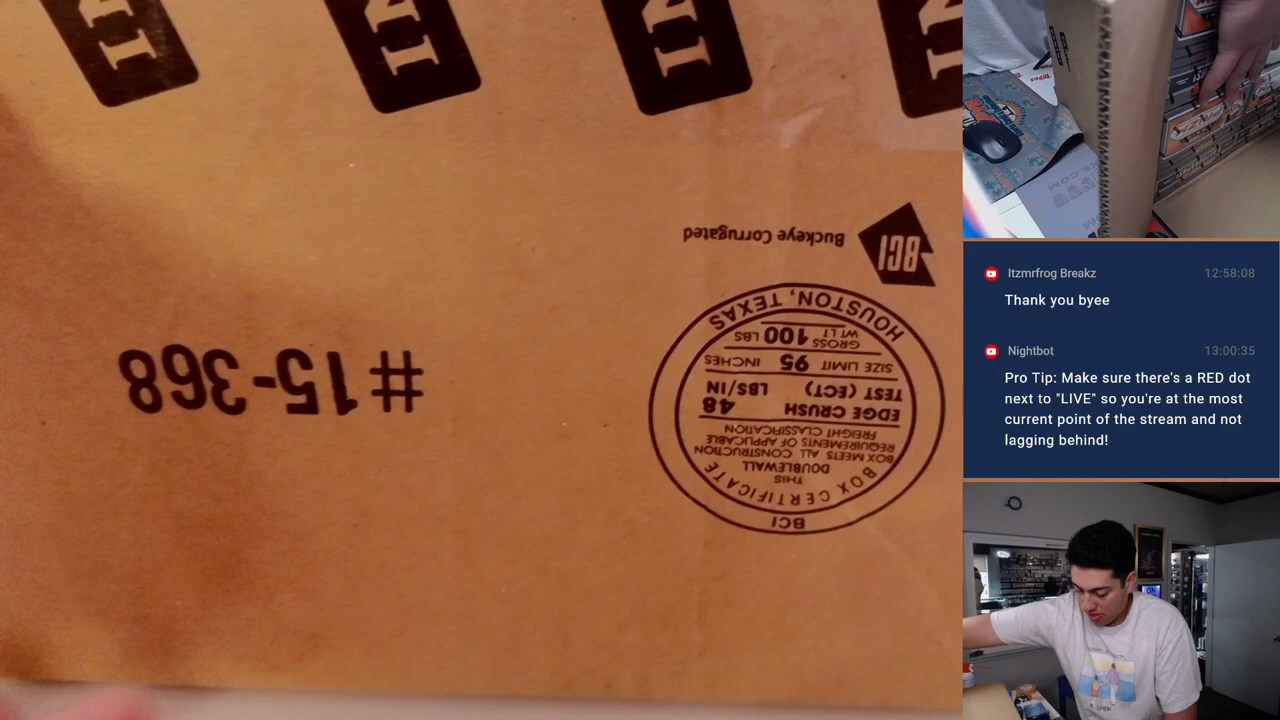 BCI
Buckeye Corrugated
#15-368
BCI
BOX CERTIFICATE
THIS
DOUBLEWALL
BOX MEETS ALL CONSTRUCTION
REQUIREMENTS OF APPLICABLE
FREIGHT CLASSIFICATION
EDGE CRUSH
TEST (ECT) 48 LBS/IN
SIZE LIMIT 95 INCHES
GROSS
WT LT 100 LBS
HOUSTON, TEXAS
PRIZM
Itzmrfrog Breakz 12:58:08
Thank you byee
Nightbot 13:00:35
Pro Tip: Make sure there's a RED dot
next to "LIVE" so you're at the most
current point of the stream and not
lagging behind!